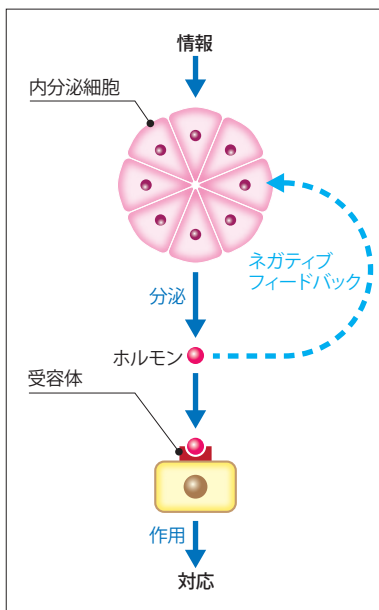 情報
内分泌細胞
ネガティブ
フィードバック
分泌
ホルモン
受容体
作用
対応